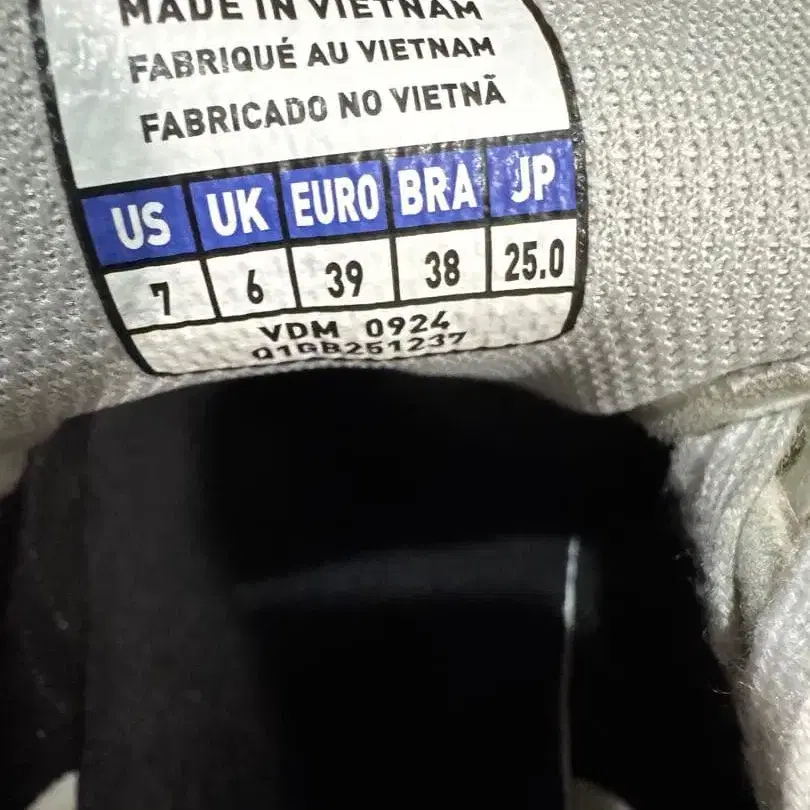 MADE IN VIETNAM
FABRIQUÉ AU VIETNAM
FABRICADO NO VIETNÃ
US UK EURO BRA JP
7 6 39 38 25.0
VDM 0924
Q1GB251237